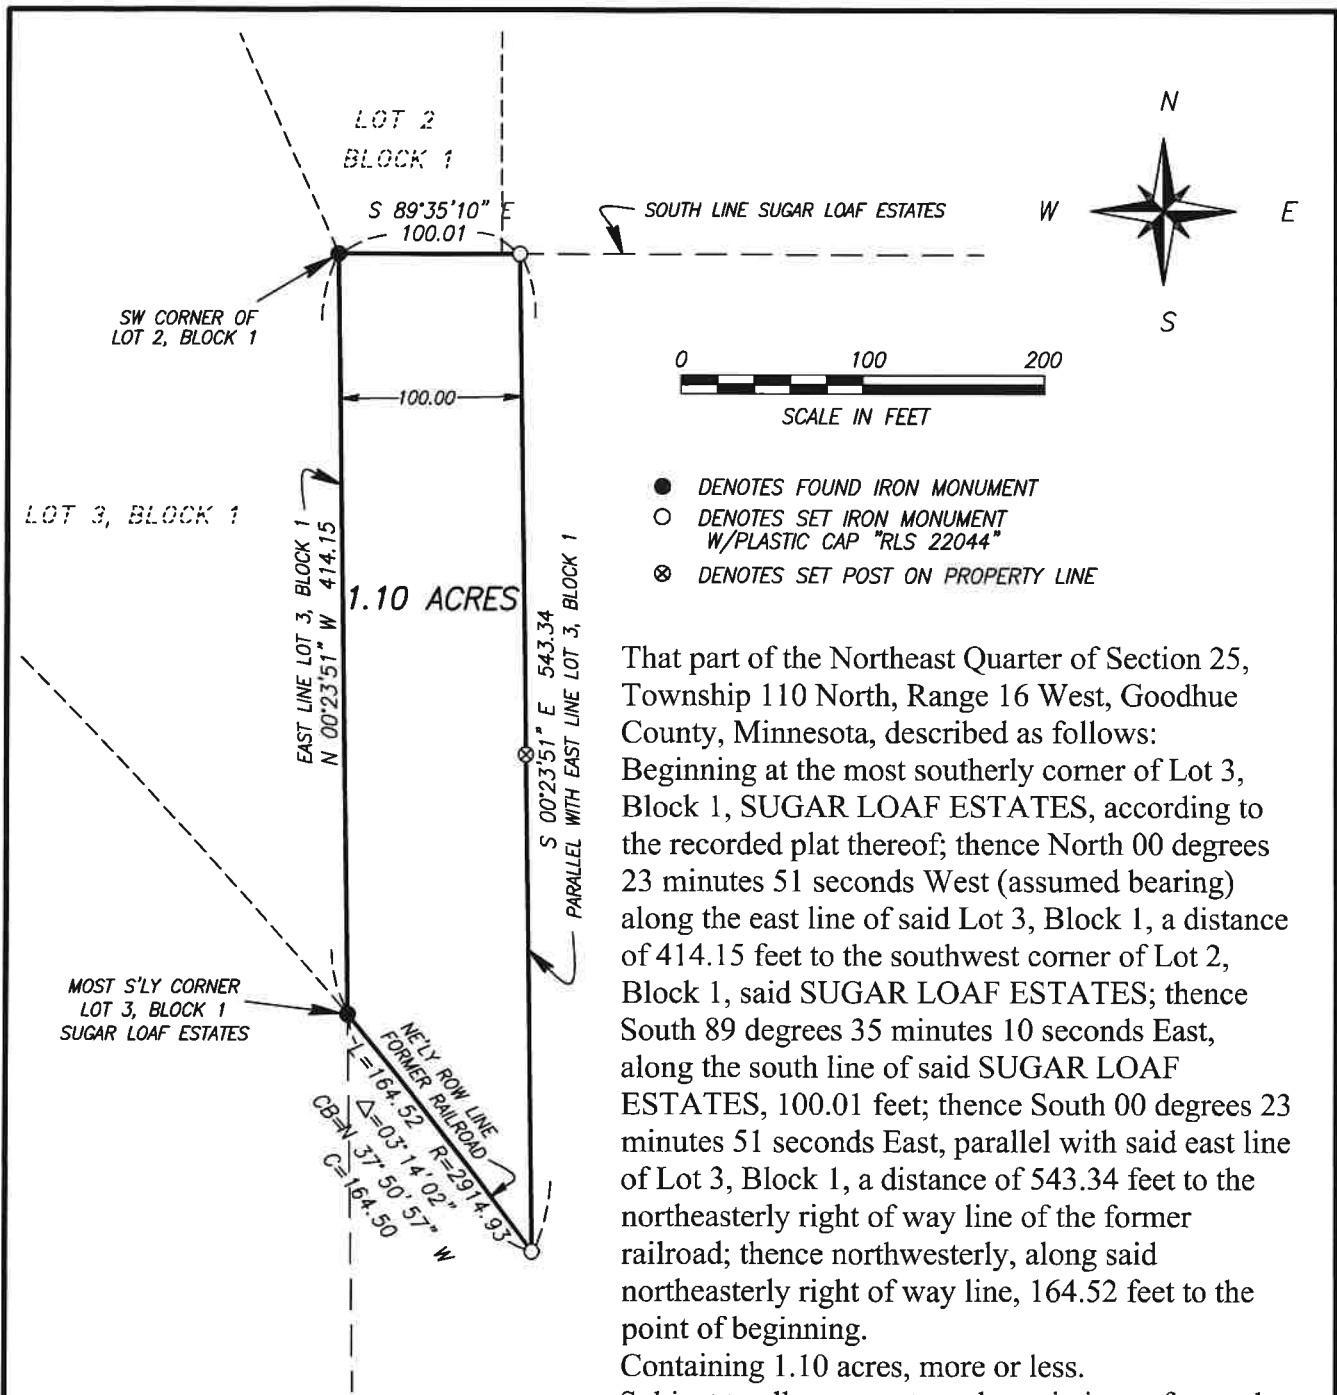 LOT 2
BLOCK 1
S 89°35'10" E
100.01
SOUTH LINE SUGAR LOAF ESTATES
N
W
E
S
SW CORNER OF
LOT 2, BLOCK 1
0 100 200
SCALE IN FEET
100.00
DENOTES FOUND IRON MONUMENT
DENOTES SET IRON MONUMENT
W/PLASTIC CAP "RLS 22044"
DENOTES SET POST ON PROPERTY LINE
LOT 3, BLOCK 1
EAST LINE LOT 3, BLOCK 1
N 00°23'51" W 414.15
1.10 ACRES
S 00°23'51" E 543.34
PARALLEL WITH EAST LINE LOT 3, BLOCK 1
MOST S'LY CORNER
LOT 3, BLOCK 1
SUGAR LOAF ESTATES
NE'LY ROW LINE
FORMER RAILROAD
L=164.52 R=2914.93
Δ=03°14'02"
CB=N 37°50'57" W
C=164.50
That part of the Northeast Quarter of Section 25,
Township 110 North, Range 16 West, Goodhue
County, Minnesota, described as follows:
Beginning at the most southerly corner of Lot 3,
Block 1, SUGAR LOAF ESTATES, according to
the recorded plat thereof; thence North 00 degrees
23 minutes 51 seconds West (assumed bearing)
along the east line of said Lot 3, Block 1, a distance
of 414.15 feet to the southwest corner of Lot 2,
Block 1, said SUGAR LOAF ESTATES; thence
South 89 degrees 35 minutes 10 seconds East,
along the south line of said SUGAR LOAF
ESTATES, 100.01 feet; thence South 00 degrees 23
minutes 51 seconds East, parallel with said east line
of Lot 3, Block 1, a distance of 543.34 feet to the
northeasterly right of way line of the former
railroad; thence northwesterly, along said
northeasterly right of way line, 164.52 feet to the
point of beginning.
Containing 1.10 acres, more or less.